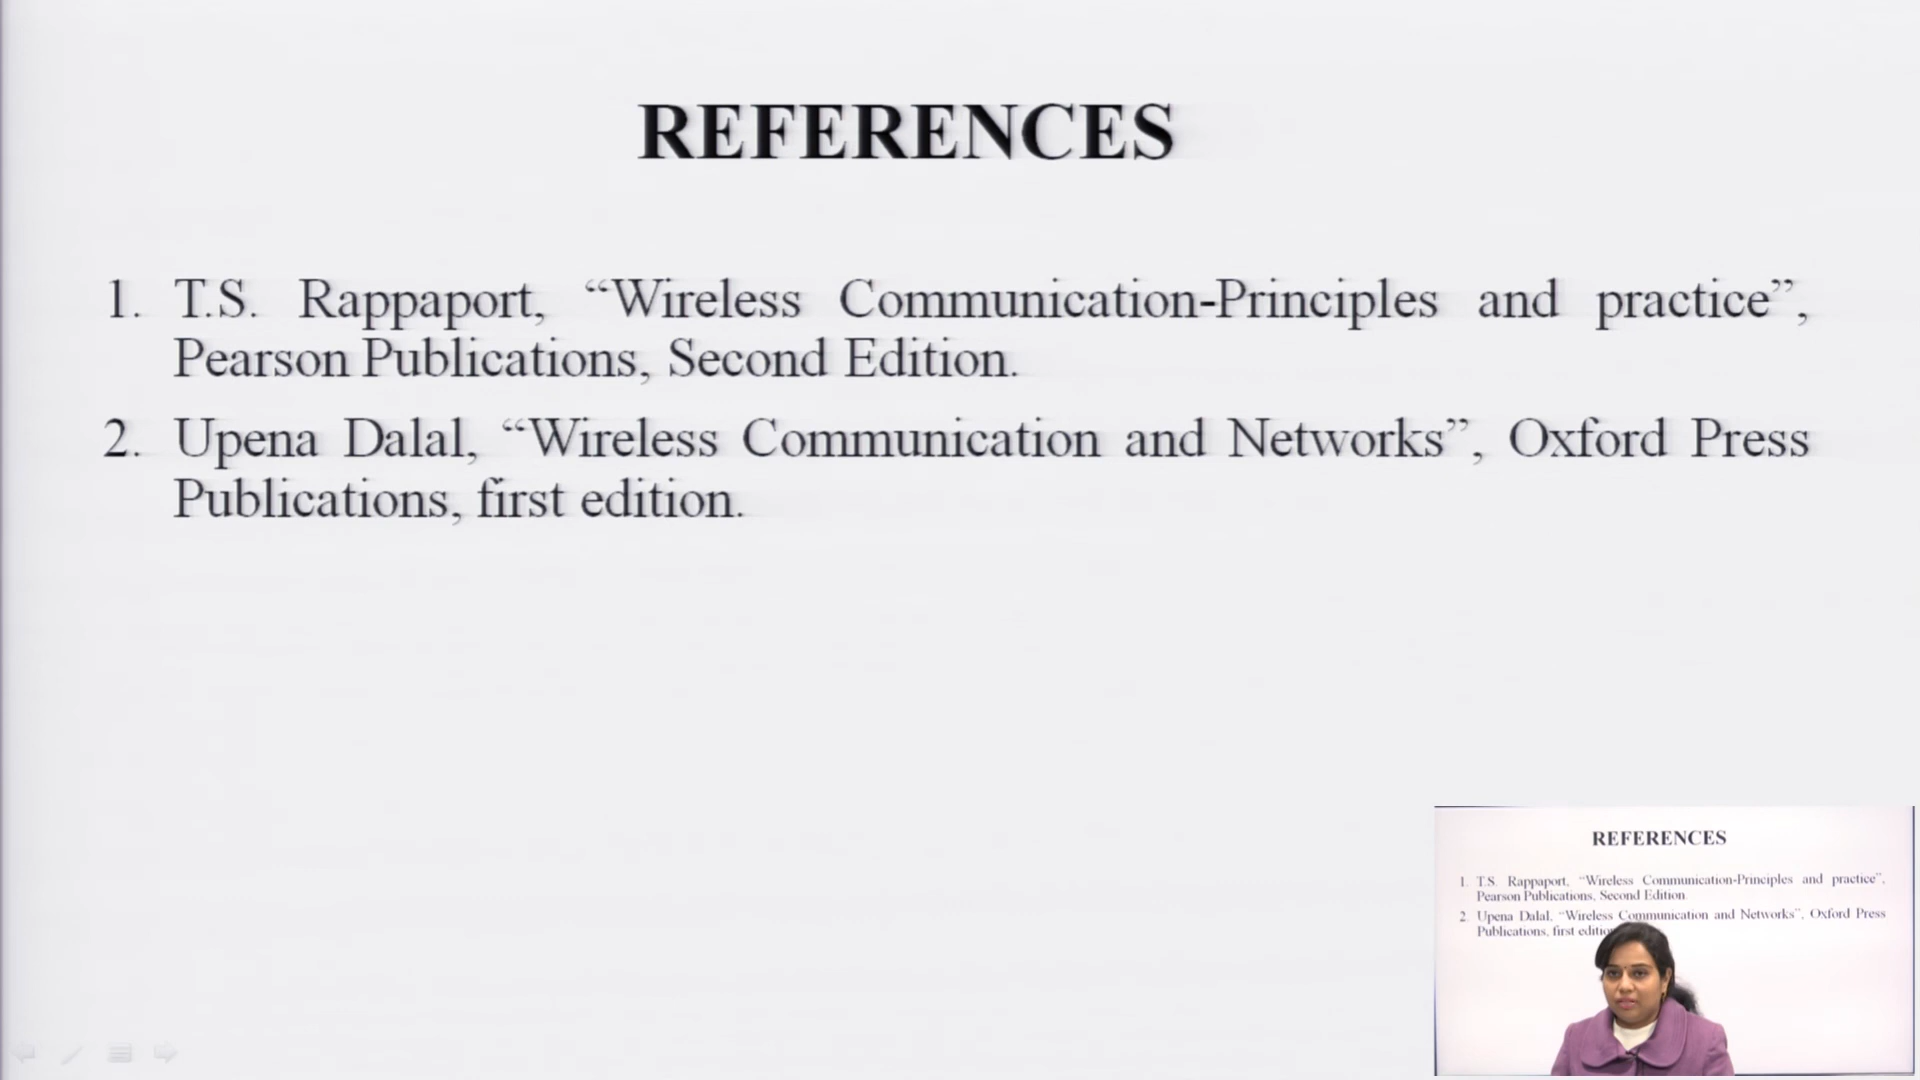 REFERENCES
1. T.S. Rappaport, “Wireless Communication-Principles and practice”,
Pearson Publications, Second Edition.
2. Upena Dalal, “Wireless Communication and Networks”, Oxford Press
Publications, first edition.
REFERENCES
1. T.S. Rappaport, “Wireless Communication-Principles and practice”,
Pearson Publications, Second Edition.
2. Upena Dalal, “Wireless Communication and Networks”, Oxford Press
Publications, first editio